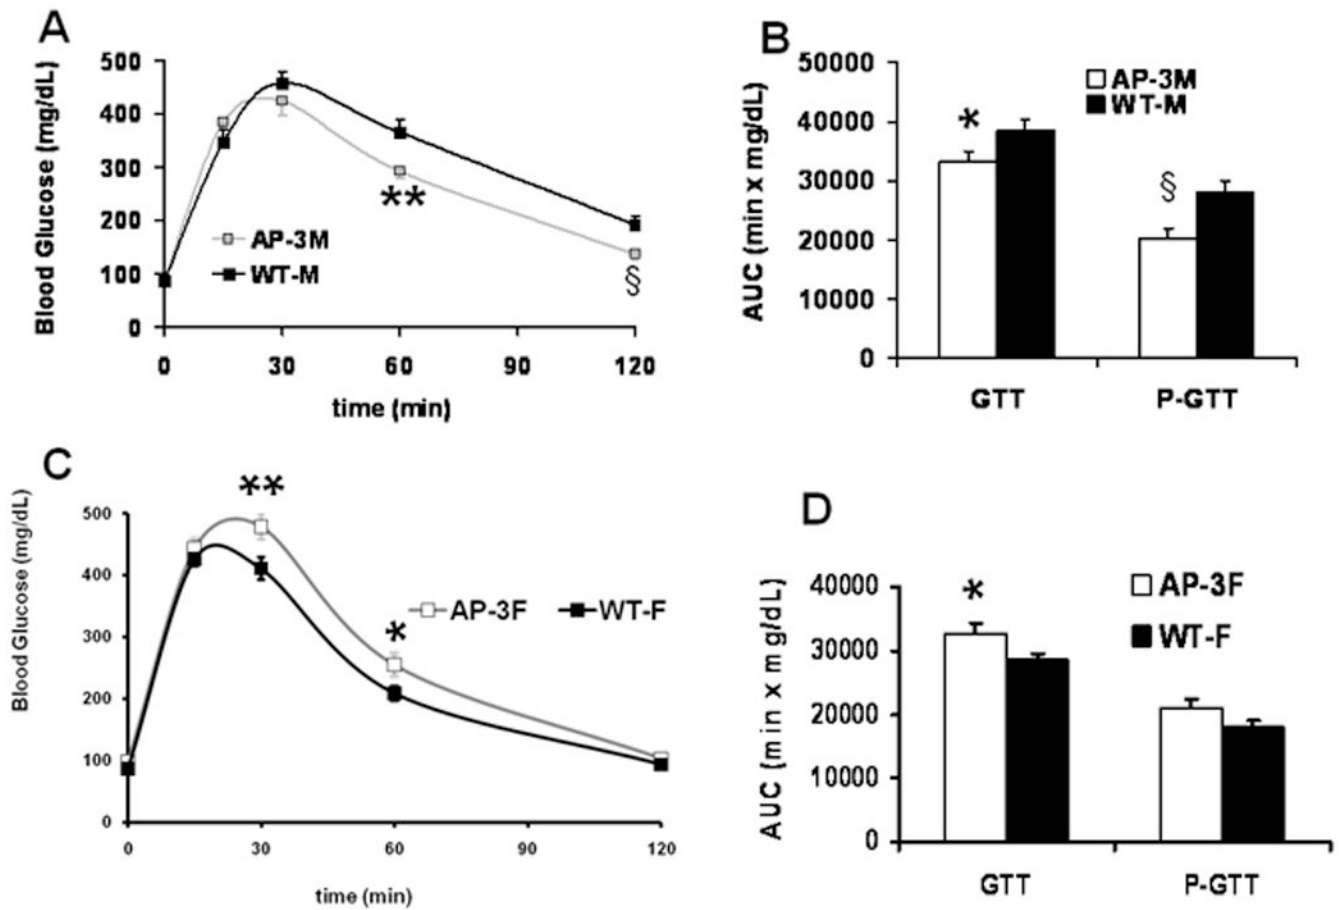 A
Blood Glucose (mg/dL)
500
400
300
200
100
0
**
AP-3M
WT-M
§
0 30 60 90 120
time (min)
B
AUC (min x mg/dL)
50000
40000
30000
20000
10000
0
AP-3M
WT-M
*
§
GTT P-GTT
C
Blood Glucose (mg/dL)
500
400
300
200
100
0
**
AP-3F WT-F
*
0 30 60 90 120
time (min)
D
AUC (min x mg/dL)
40000
30000
20000
10000
0
AP-3F
WT-F
*
GTT P-GTT